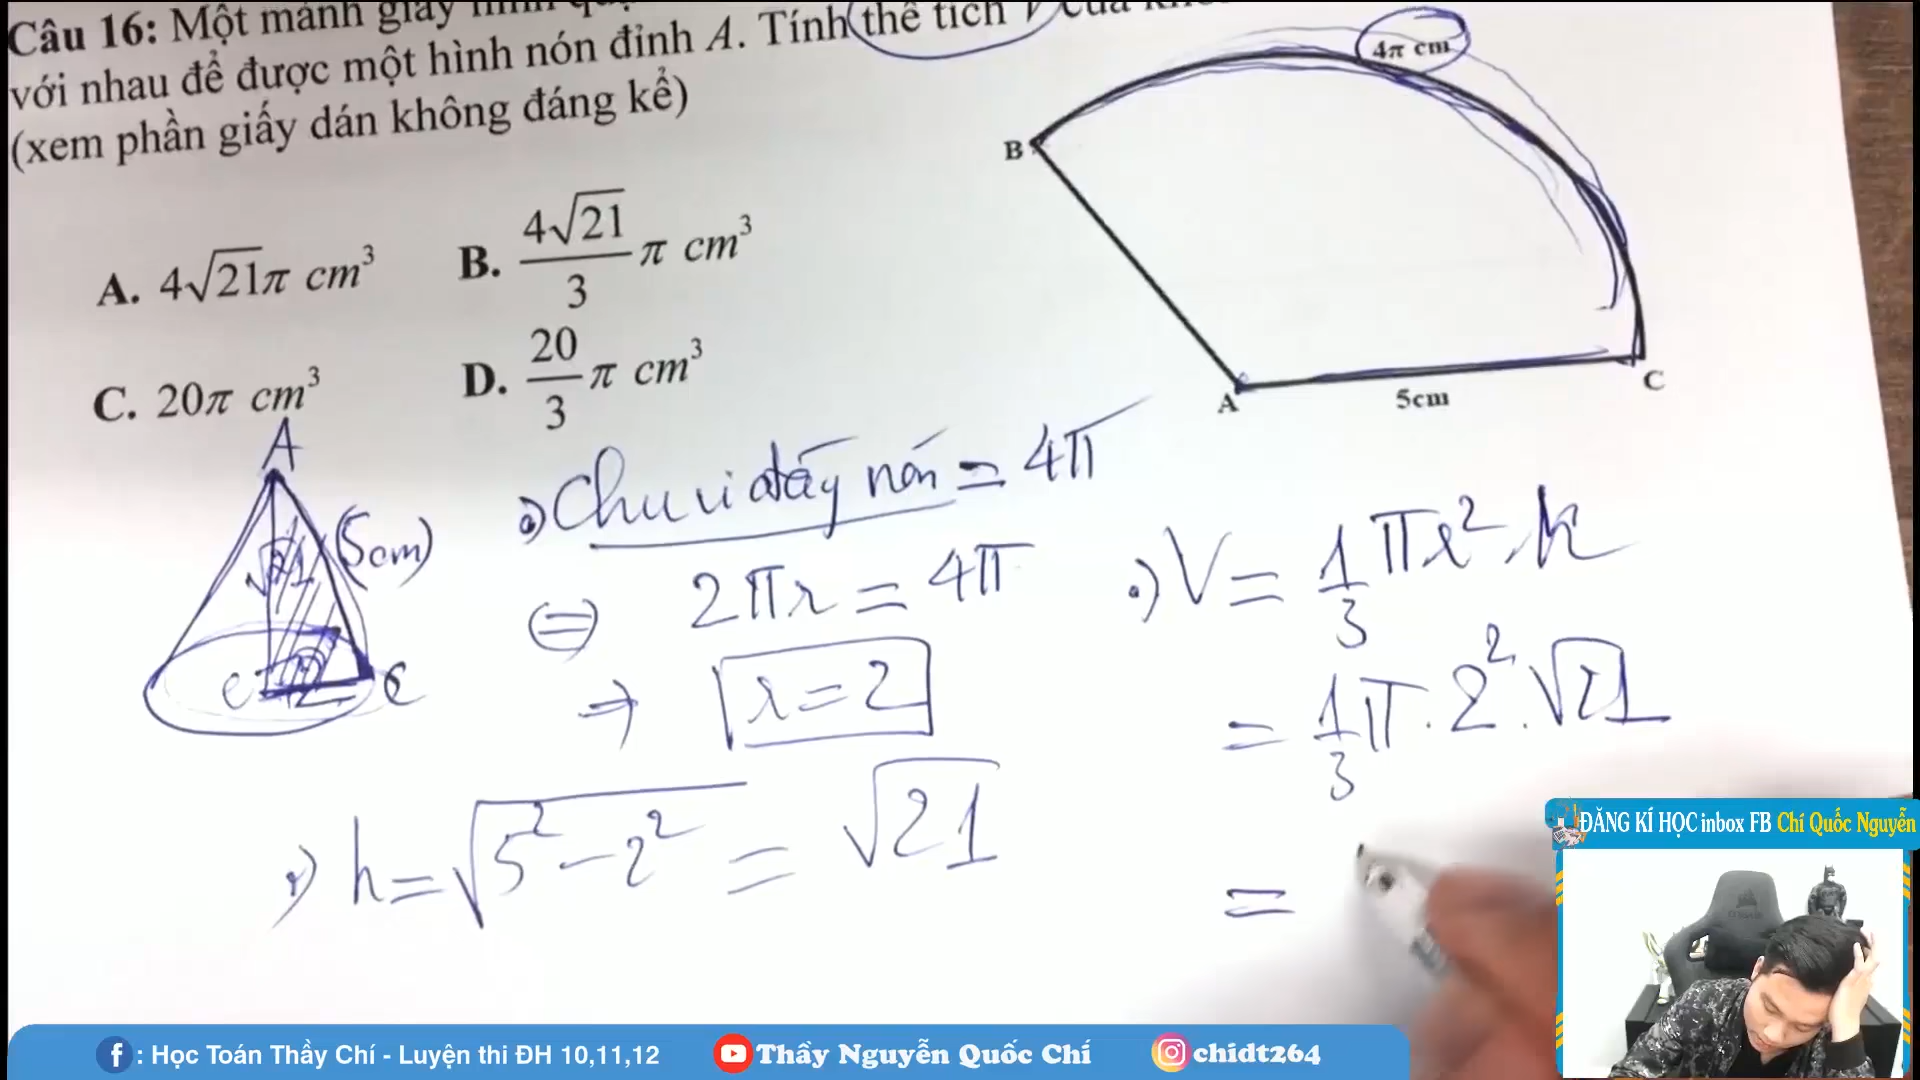 Câu 16: Một mảnh giấy hình
với nhau để được một hình nón đỉnh A. Tính thể tích V của
(xem phần giấy dán không đáng kể)
4π cm
B
A
5cm
C
A. 4√21π cm³
B. 4√21/3 π cm³
C. 20π cm³
D. 20/3 π cm³
A
√21
(5cm)
2
C
Chu vi đáy nón = 4π
⇔ 2πr = 4π
⇒ r = 2
h = √5² - 2² = √21
V = 1/3 πr².h
= 1/3 π.2².√21
=
ĐĂNG KÍ HỌC inbox FB Chí Quốc Nguyễn
f : Học Toán Thầy Chí - Luyện thi ĐH 10,11,12
Thầy Nguyễn Quốc Chí
chidt264